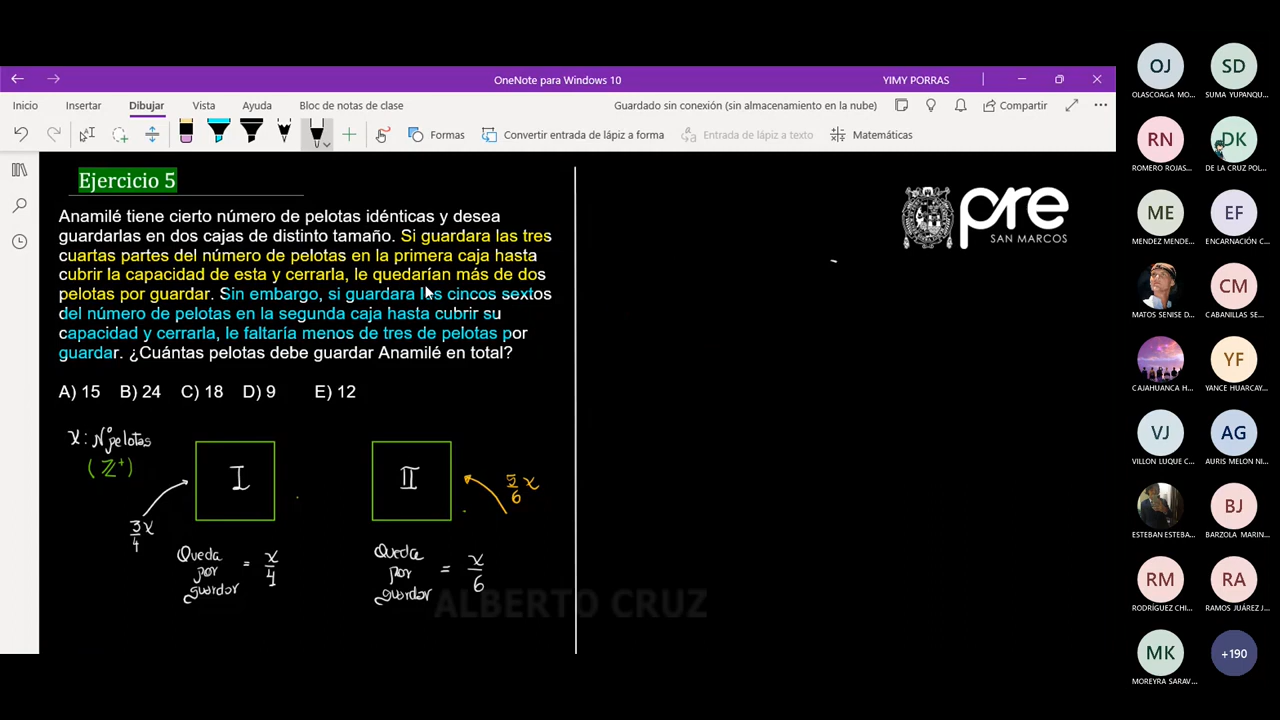 OneNote para Windows 10
YIMY PORRAS
Inicio Insertar Dibujar Vista Ayuda Bloc de notas de clase
Guardado sin conexión (sin almacenamiento en la nube)
Compartir
Formas
Convertir entrada de lápiz a forma
Entrada de lápiz a texto
Matemáticas
Ejercicio 5
Anamilé tiene cierto número de pelotas idénticas y desea
guardarlas en dos cajas de distinto tamaño. Si guardara las tres
cuartas partes del número de pelotas en la primera caja hasta
cubrir la capacidad de esta y cerrarla, le quedarían más de dos
pelotas por guardar. Sin embargo, si guardara los cincos sextos
del número de pelotas en la segunda caja hasta cubrir su
capacidad y cerrarla, le faltaría menos de tres de pelotas por
guardar. ¿Cuántas pelotas debe guardar Anamilé en total?
A) 15 B) 24 C) 18 D) 9 E) 12
x: N° pelotas
(Z⁺)
I
3/4 x
Queda
por
guardar
= x/4
II
5/6 x
Queda
por
guardar
= x/6
ALBERTO CRUZ
pre
SAN MARCOS
OJ
OLASCOAGA MO...
SD
SUMA YUPANQU...
RN
ROMERO ROJAS...
DK
DE LA CRUZ POL...
ME
MENDEZ MENDE...
EF
ENCARNACIÓN C...
MATOS SENISE D...
CM
CABANILLAS SE...
CAJAHUANCA H...
YF
YANCE HUARCAY...
VJ
VILLON LUQUE C...
AG
AURIS MELON NI...
ESTEBAN ESTEBA...
BJ
BARZOLA MARIN...
RM
RODRÍGUEZ CHI...
RA
RAMOS JUÁREZ J...
MK
MOREYRA SARAV...
+190